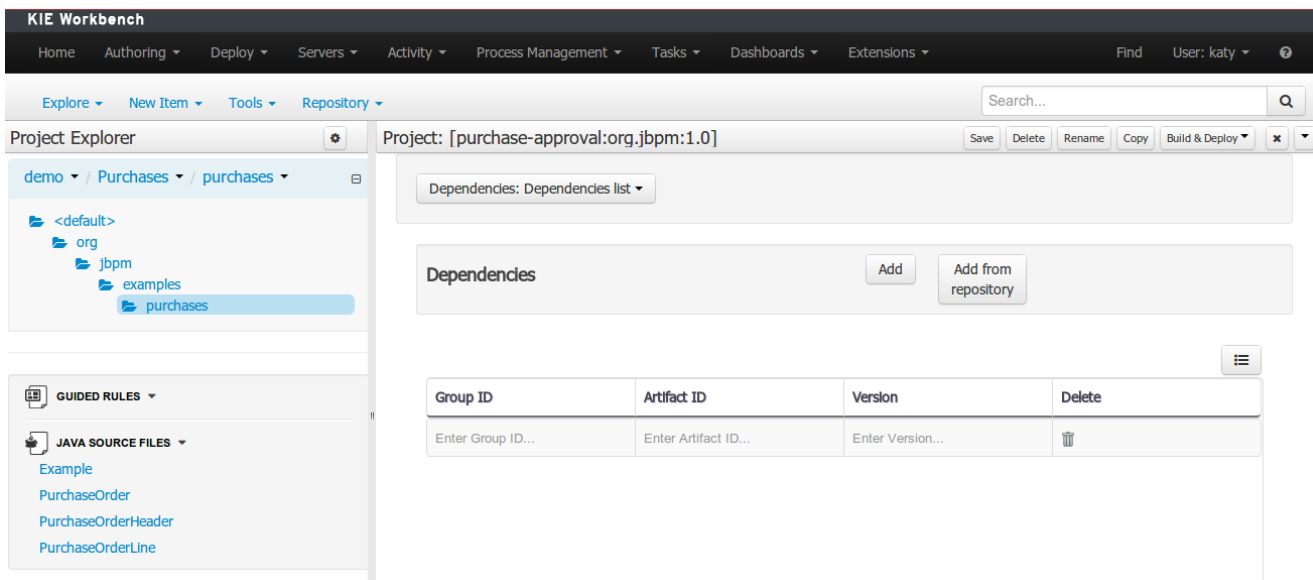 KIE Workbench
Home Authoring Deploy Servers Activity Process Management Tasks Dashboards Extensions Find User: katy
Explore New Item Tools Repository Search...
Project Explorer
Project: [purchase-approval:org.jbpm:1.0] Save Delete Rename Copy Build & Deploy
demo / Purchases / purchases
<default>
org
jbpm
examples
purchases
GUIDED RULES
JAVA SOURCE FILES
Example
PurchaseOrder
PurchaseOrderHeader
PurchaseOrderLine
Dependencies: Dependencies list
Dependencies Add Add from
repository
Group ID Artifact ID Version Delete
Enter Group ID... Enter Artifact ID... Enter Version...